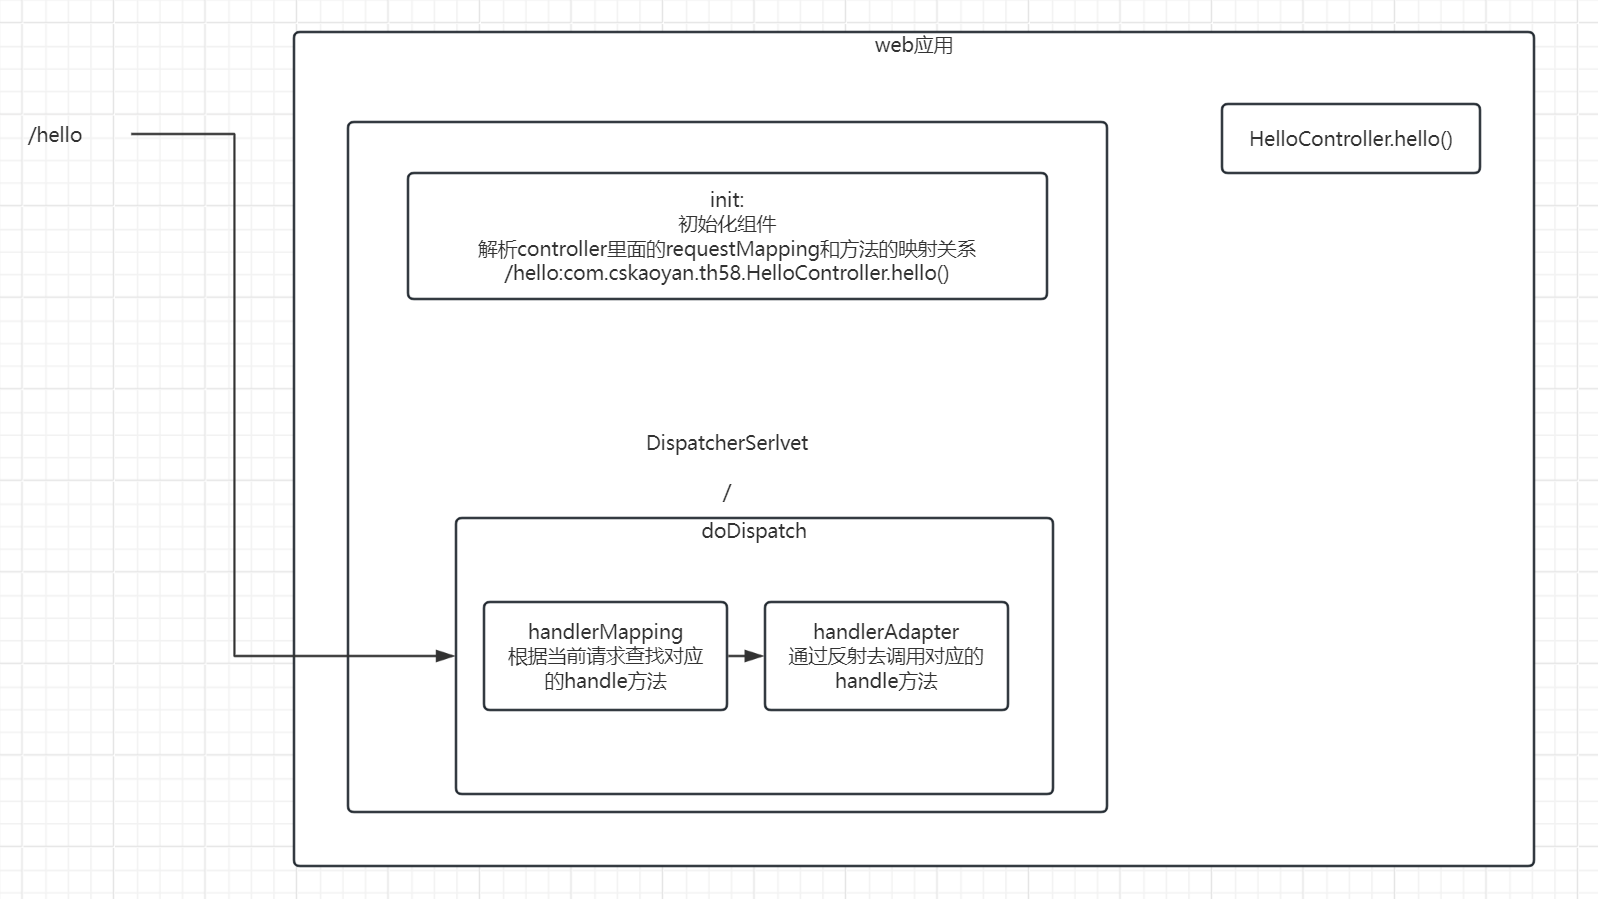 web应用
/hello
HelloController.hello()
init:
初始化组件
解析controller里面的requestMapping和方法的映射关系
/hello:com.cskaoyan.th58.HelloController.hello()
DispatcherSerlvet
/
doDispatch
handlerMapping
根据当前请求查找对应
的handle方法
handlerAdapter
通过反射去调用对应的
handle方法